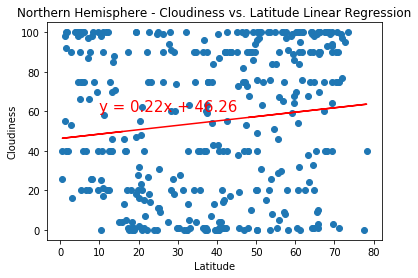 Northern Hemisphere - Cloudiness vs. Latitude Linear Regression
100
80
60
40
20
0
Cloudiness
y = 0.22x + 46.26
0 10 20 30 40 50 60 70 80
Latitude